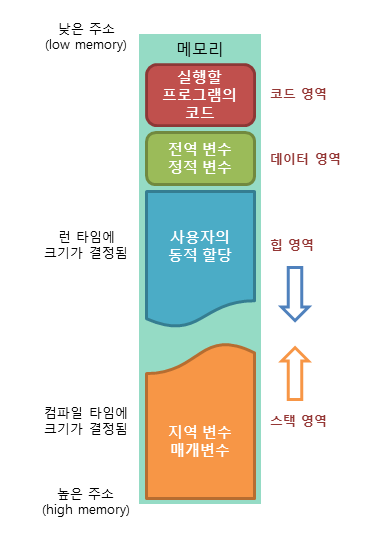 낮은 주소
(low memory)
메모리
실행할
프로그램의
코드
코드 영역
전역 변수
정적 변수
데이터 영역
런 타임에
크기가 결정됨
사용자의
동적 할당
힙 영역
컴파일 타임에
크기가 결정됨
지역 변수
매개변수
스택 영역
높은 주소
(high memory)